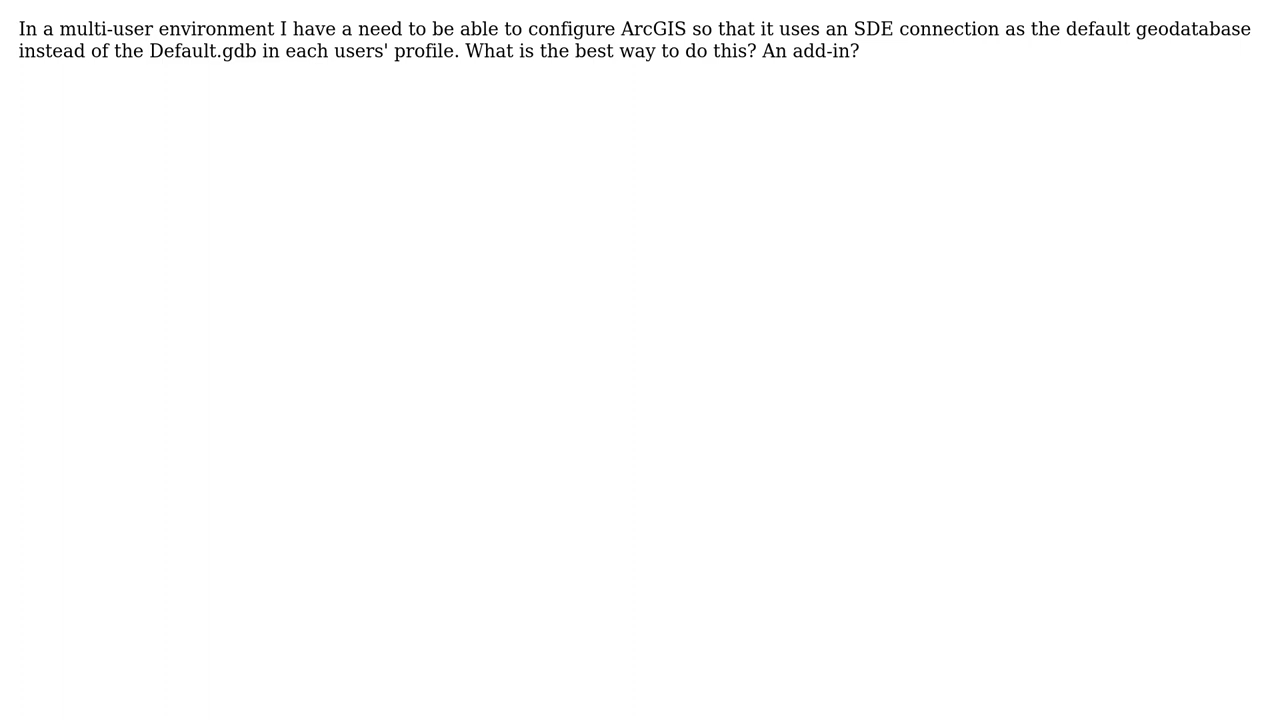 In a multi-user environment I have a need to be able to configure ArcGIS so that it uses an SDE connection as the default geodatabase
instead of the Default.gdb in each users' profile. What is the best way to do this? An add-in?